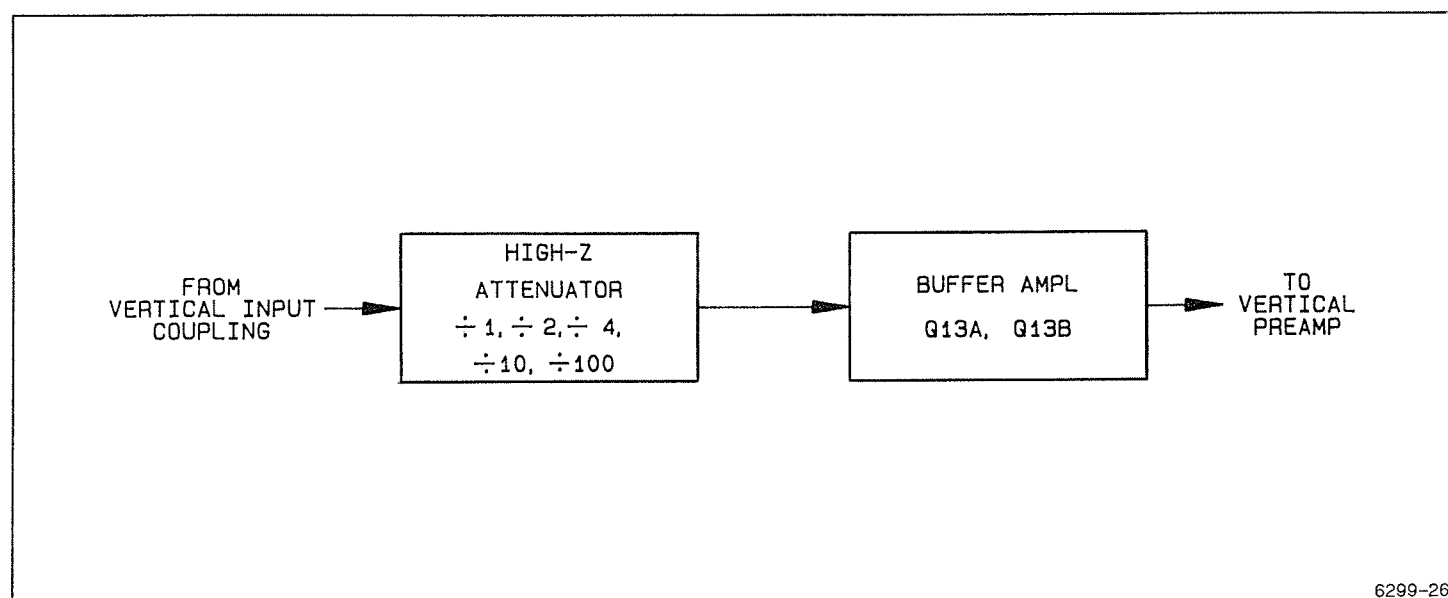 FROM
VERTICAL INPUT
COUPLING
HIGH-Z
ATTENUATOR
÷ 1, ÷ 2, ÷ 4,
÷10, ÷100
BUFFER AMPL
Q13A, Q13B
TO
VERTICAL
PREAMP
6299-26